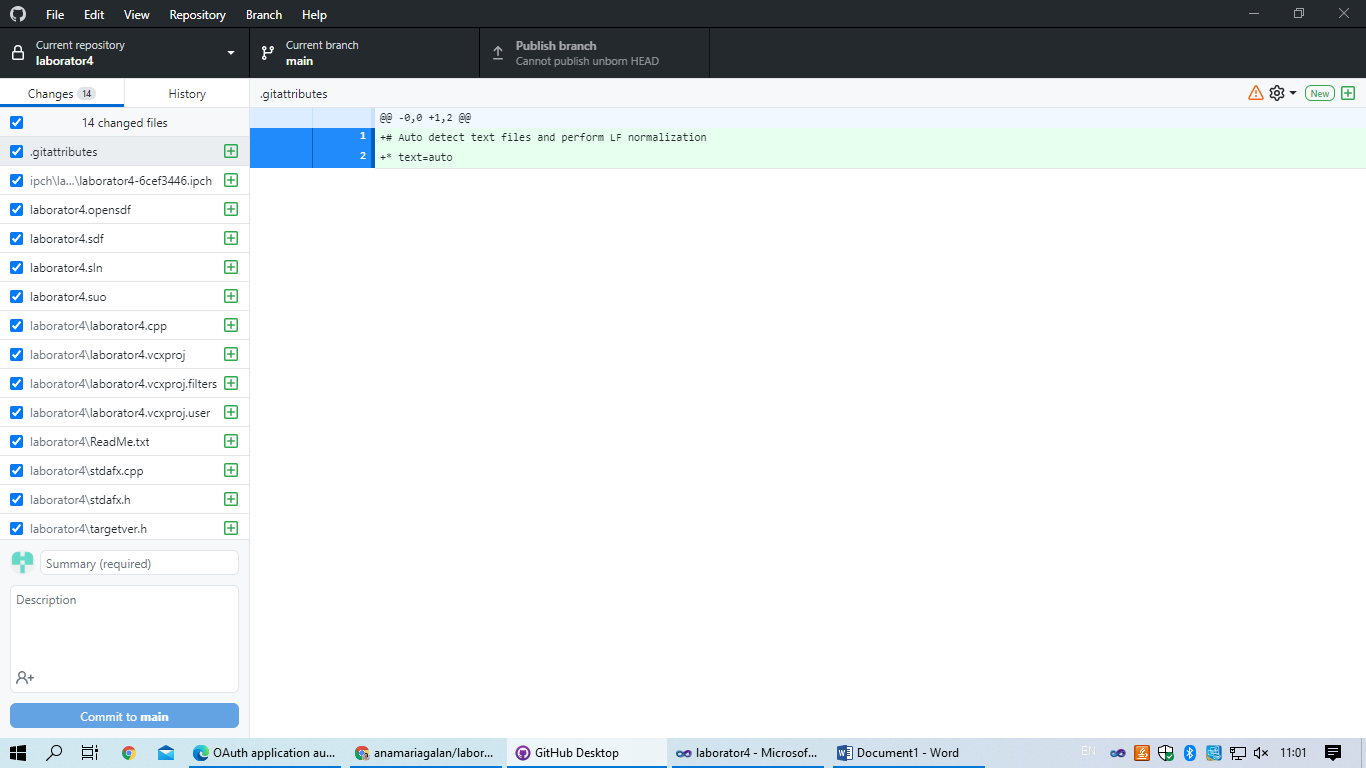 File Edit View Repository Branch Help
Current repository
laborator4
Current branch
main
Publish branch
Cannot publish unborn HEAD
Changes 14
History
.gitattributes
New
14 changed files
.gitattributes
ipch\la...\laborator4-6cef3446.ipch
laborator4.opensdf
laborator4.sdf
laborator4.sln
laborator4.suo
laborator4\laborator4.cpp
laborator4\laborator4.vcxproj
laborator4\laborator4.vcxproj.filters
laborator4\laborator4.vcxproj.user
laborator4\ReadMe.txt
laborator4\stdafx.cpp
laborator4\stdafx.h
laborator4\targetver.h
@@ -0,0 +1,2 @@
1 +# Auto detect text files and perform LF normalization
2 +* text=auto
Summary (required)
Description
Commit to main
OAuth application au...
anamariagalan/labor...
GitHub Desktop
laborator4 - Microsoft...
Document1 - Word
EN
11:01